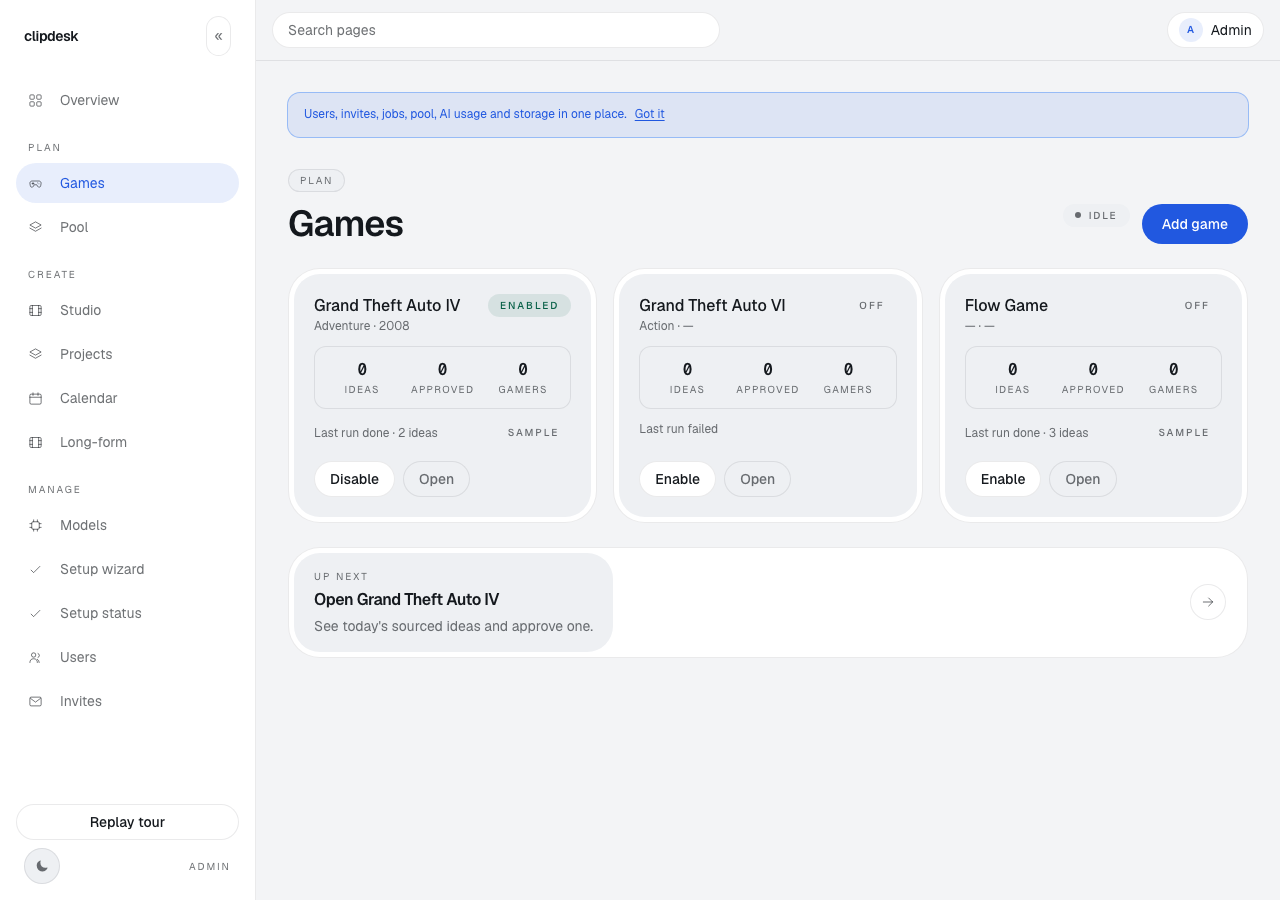 clipdesk
«
Search pages
A Admin
Overview
PLAN
Games
Pool
CREATE
Studio
Projects
Calendar
Long-form
MANAGE
Models
Setup wizard
Setup status
Users
Invites
Replay tour
ADMIN
Users, invites, jobs, pool, AI usage and storage in one place. Got it
PLAN
Games
IDLE
Add game
Grand Theft Auto IV ENABLED
Adventure · 2008
0 0 0
IDEAS APPROVED GAMERS
Last run done · 2 ideas SAMPLE
Disable Open
Grand Theft Auto VI OFF
Action · —
0 0 0
IDEAS APPROVED GAMERS
Last run failed
Enable Open
Flow Game OFF
— · —
0 0 0
IDEAS APPROVED GAMERS
Last run done · 3 ideas SAMPLE
Enable Open
UP NEXT
Open Grand Theft Auto IV
See today's sourced ideas and approve one.